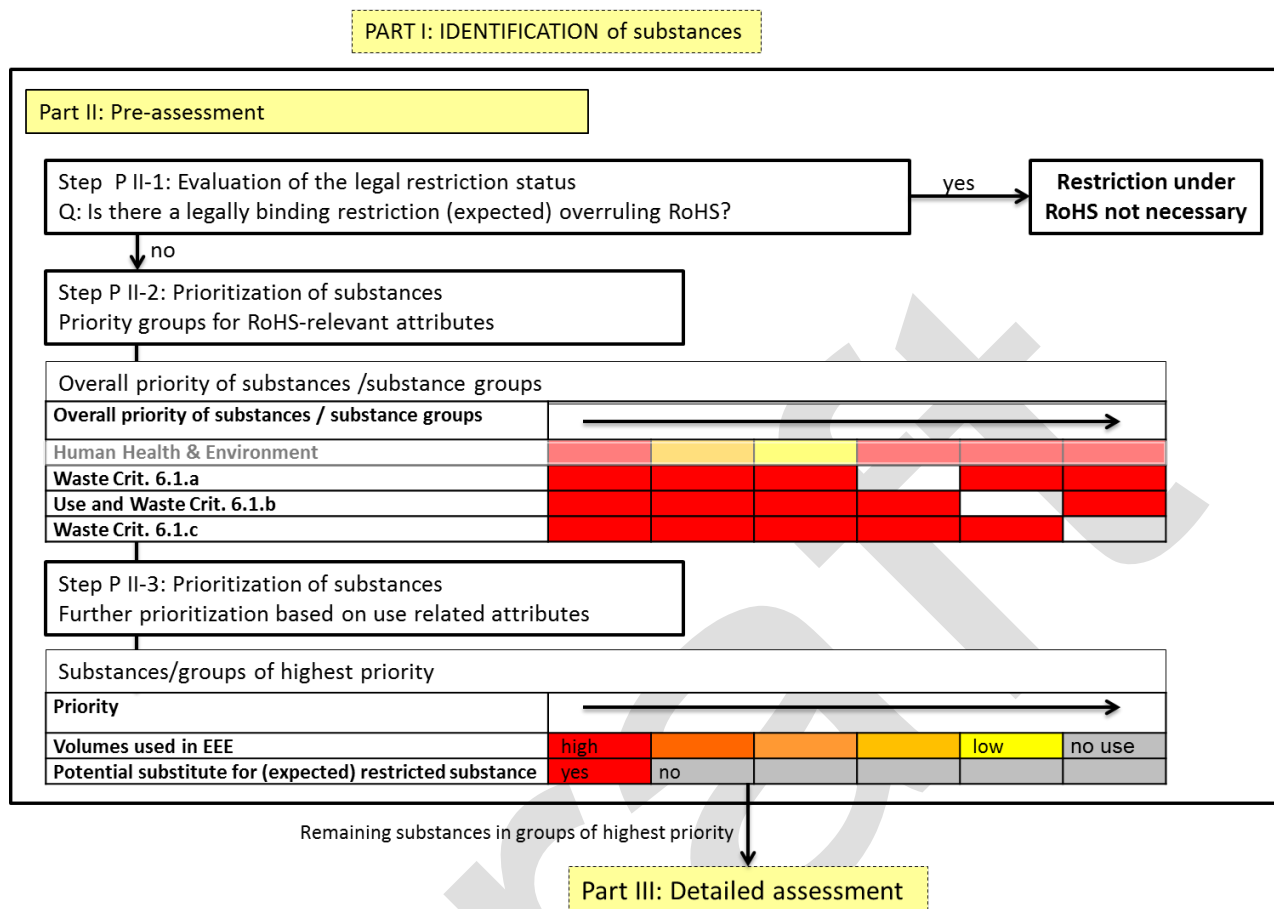 PART I: IDENTIFICATION of substances
Part II: Pre-assessment
Step P II-1: Evaluation of the legal restriction status
Q: Is there a legally binding restriction (expected) overruling RoHS?
yes
Restriction under
RoHS not necessary
no
Step P II-2: Prioritization of substances
Priority groups for RoHS-relevant attributes
Overall priority of substances /substance groups
Overall priority of substances / substance groups
Human Health & Environment
Waste Crit. 6.1.a
Use and Waste Crit. 6.1.b
Waste Crit. 6.1.c
Step P II-3: Prioritization of substances
Further prioritization based on use related attributes
Substances/groups of highest priority
Priority
Volumes used in EEE high low no use
Potential substitute for (expected) restricted substance yes no
Remaining substances in groups of highest priority
Part III: Detailed assessment
raft